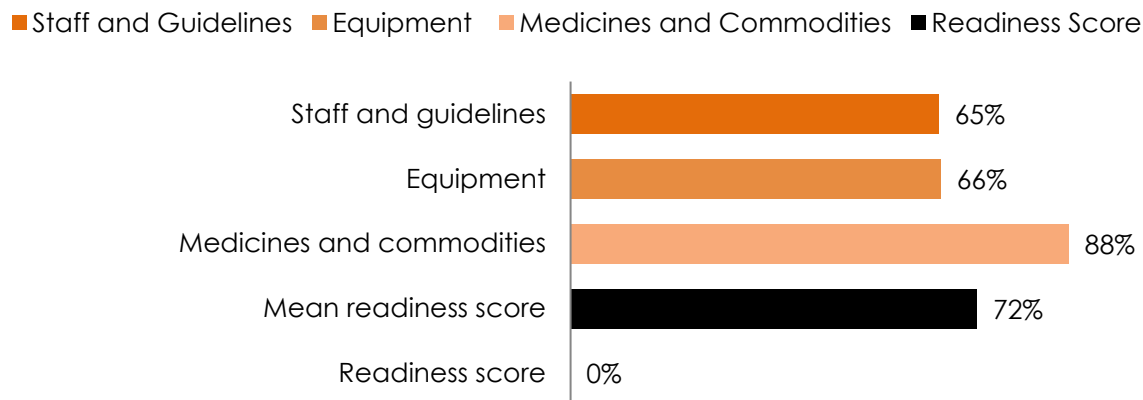 Staff and Guidelines Equipment Medicines and Commodities Readiness Score
Staff and guidelines 65%
Equipment 66%
Medicines and commodities 88%
Mean readiness score 72%
Readiness score 0%